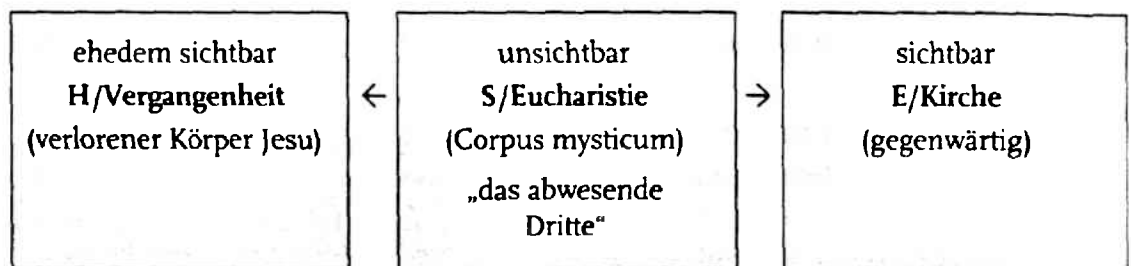 ehedem sichtbar
H/Vergangenheit
(verlorener Körper Jesu)
←
unsichtbar
S/Eucharistie
(Corpus mysticum)
„das abwesende
Dritte“
→
sichtbar
E/Kirche
(gegenwärtig)